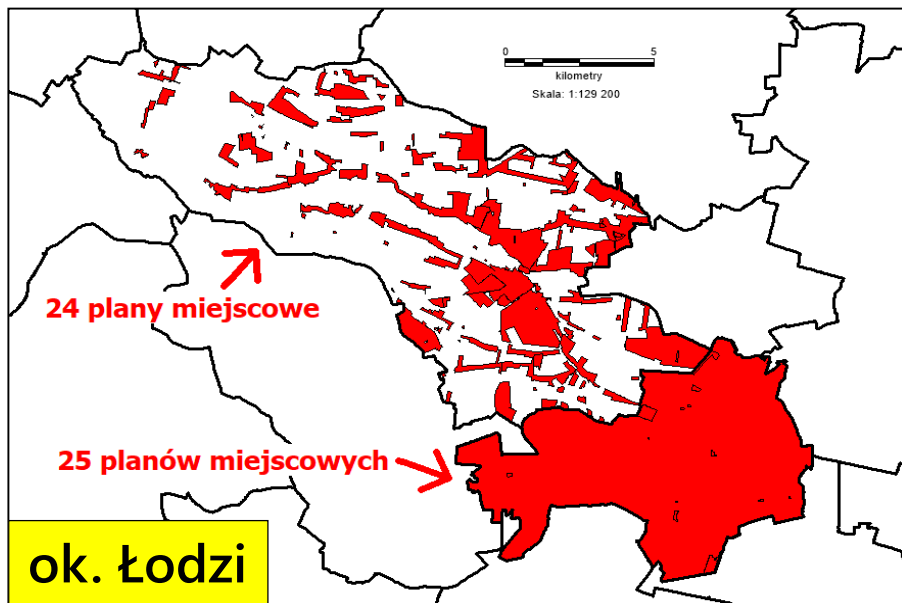 0 5
kilometry
Skala: 1:129 200
24 plany miejscowe
25 planów miejscowych
ok. Łodzi